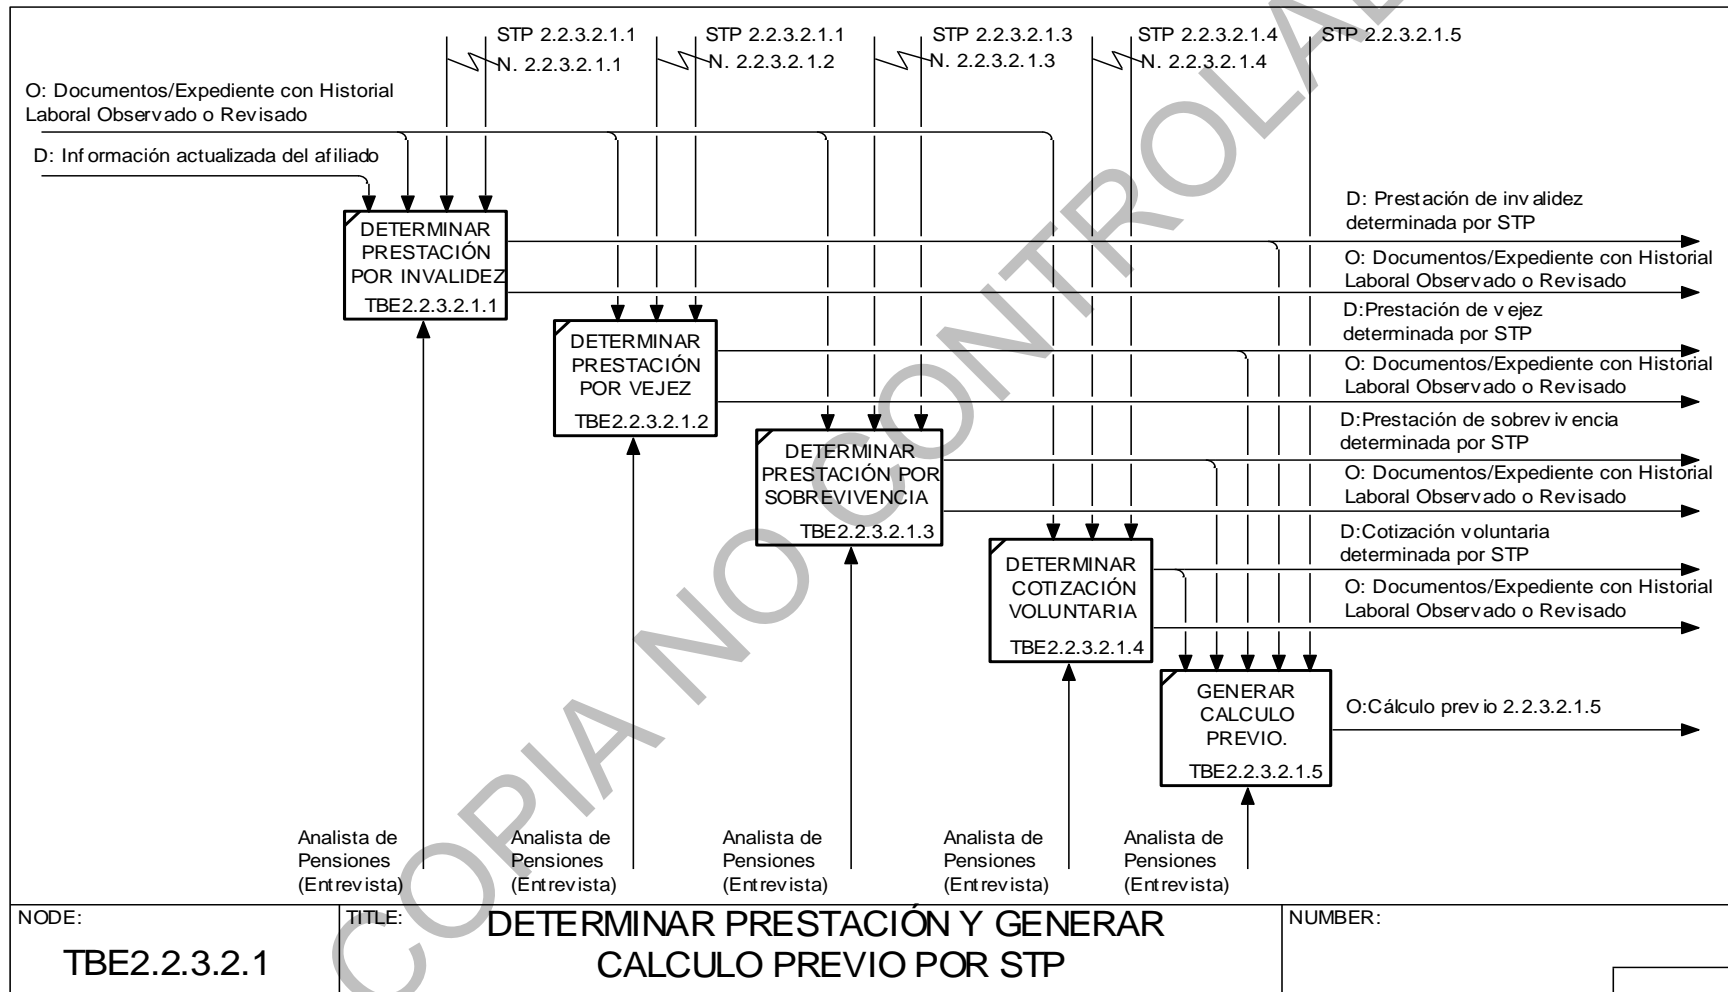 STP 2.2.3.2.1.1
N. 2.2.3.2.1.1
STP 2.2.3.2.1.1
N. 2.2.3.2.1.2
STP 2.2.3.2.1.3
N. 2.2.3.2.1.3
STP 2.2.3.2.1.4
N. 2.2.3.2.1.4
STP 2.2.3.2.1.5
O: Documentos/Expediente con Historial
Laboral Observado o Revisado
D: Información actualizada del afiliado
DETERMINAR
PRESTACIÓN
POR INVALIDEZ
TBE2.2.3.2.1.1
D: Prestación de invalidez
determinada por STP
O: Documentos/Expediente con Historial
Laboral Observado o Revisado
DETERMINAR
PRESTACIÓN
POR VEJEZ
TBE2.2.3.2.1.2
D:Prestación de vejez
determinada por STP
O: Documentos/Expediente con Historial
Laboral Observado o Revisado
DETERMINAR
PRESTACIÓN POR
SOBREVIVENCIA
TBE2.2.3.2.1.3
D:Prestación de sobrevivencia
determinada por STP
O: Documentos/Expediente con Historial
Laboral Observado o Revisado
DETERMINAR
COTIZACIÓN
VOLUNTARIA
TBE2.2.3.2.1.4
D:Cotización voluntaria
determinada por STP
O: Documentos/Expediente con Historial
Laboral Observado o Revisado
GENERAR
CALCULO
PREVIO.
TBE2.2.3.2.1.5
O:Cálculo previo 2.2.3.2.1.5
Analista de
Pensiones
(Entrevista)
Analista de
Pensiones
(Entrevista)
Analista de
Pensiones
(Entrevista)
Analista de
Pensiones
(Entrevista)
Analista de
Pensiones
(Entrevista)
NODE:
TBE2.2.3.2.1
TITLE:
DETERMINAR PRESTACIÓN Y GENERAR
CALCULO PREVIO POR STP
NUMBER:
COPIA NO CONTROLAD